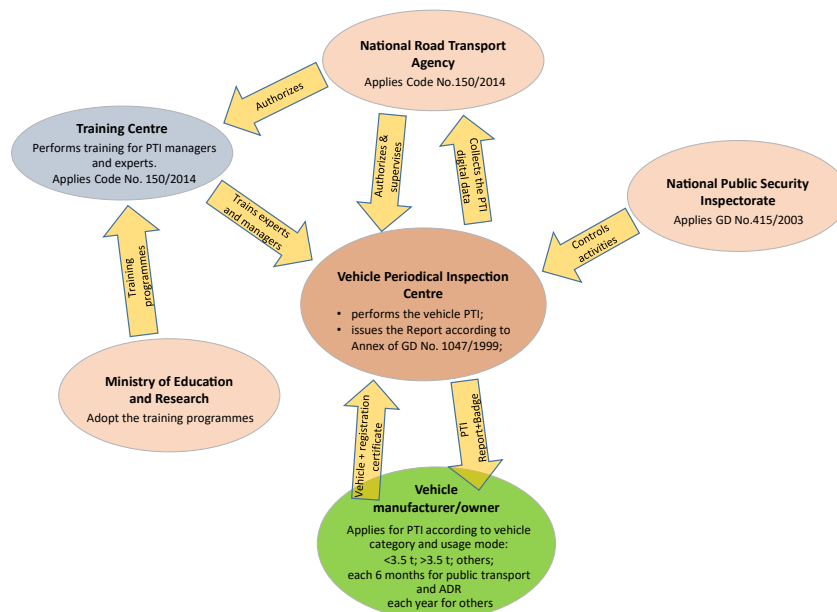 National Road Transport
Agency
Applies Code No.150/2014
Authorizes
Training Centre
Performs training for PTI managers
and experts.
Applies Code No. 150/2014
Authorizes &
supervises
Collects the PTI
digital data
National Public Security
Inspectorate
Applies GD No.415/2003
Trains experts
and managers
Controls
activities
Training
programmes
Vehicle Periodical Inspection
Centre
• performs the vehicle PTI;
• issues the Report according to
Annex of GD No. 1047/1999;
Ministry of Education
and Research
Adopt the training programmes
Vehicle + registration
certificate
PTI
Report+Badge
Vehicle
manufacturer/owner
Applies for PTI according to vehicle
category and usage mode:
<3.5 t; >3.5 t; others;
each 6 months for public transport
and ADR
each year for others